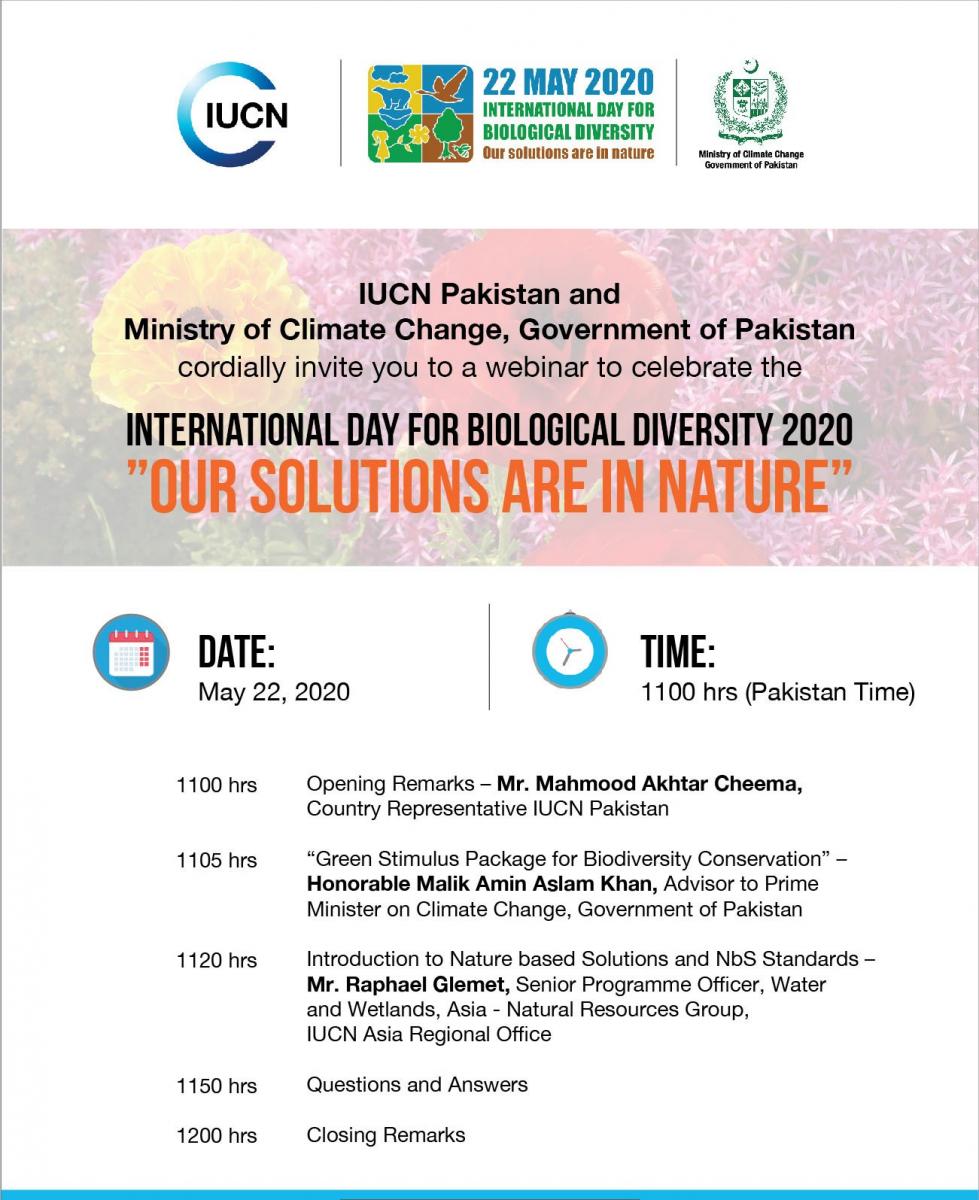 IUCN
22 MAY 2020
INTERNATIONAL DAY FOR
BIOLOGICAL DIVERSITY
Our solutions are in nature
Ministry of Climate Change
Government of Pakistan
IUCN Pakistan and
Ministry of Climate Change, Government of Pakistan
cordially invite you to a webinar to celebrate the
INTERNATIONAL DAY FOR BIOLOGICAL DIVERSITY 2020
”OUR SOLUTIONS ARE IN NATURE”
DATE:
May 22, 2020
TIME:
1100 hrs (Pakistan Time)
1100 hrs Opening Remarks – Mr. Mahmood Akhtar Cheema,
Country Representative IUCN Pakistan
1105 hrs “Green Stimulus Package for Biodiversity Conservation” –
Honorable Malik Amin Aslam Khan, Advisor to Prime
Minister on Climate Change, Government of Pakistan
1120 hrs Introduction to Nature based Solutions and NbS Standards –
Mr. Raphael Glemet, Senior Programme Officer, Water
and Wetlands, Asia - Natural Resources Group,
IUCN Asia Regional Office
1150 hrs Questions and Answers
1200 hrs Closing Remarks